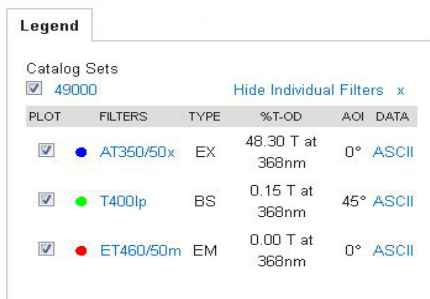 Legend
Catalog Sets
49000 Hide Individual Filters x
PLOT FILTERS TYPE %T-OD AOI DATA
AT350/50x EX 48.30 T at 368nm 0° ASCII
T400lp BS 0.15 T at 368nm 45° ASCII
ET460/50m EM 0.00 T at 368nm 0° ASCII